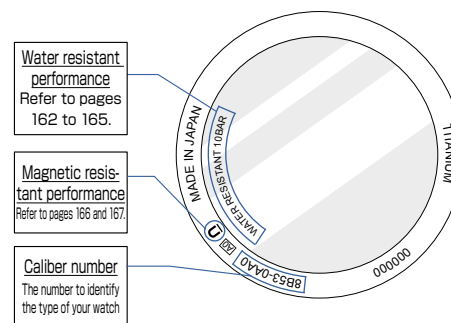 Water resistant
performance
Refer to pages
162 to 165.
Magnetic resis-
tant performance
Refer to pages 166 and 167.
Caliber number
The number to identify
the type of your watch
MADE IN JAPAN
WATER RESISTANT 10BAR
TITANIUM
AO
8B53-0AA0
000000